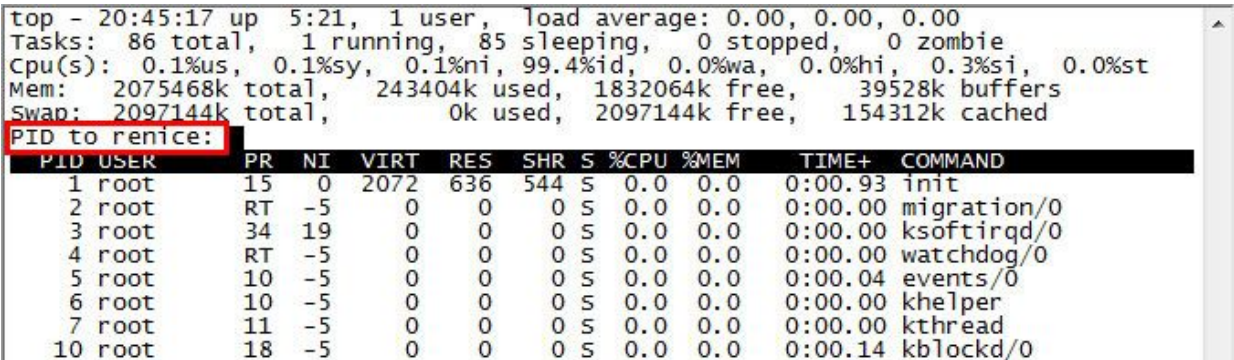 top - 20:45:17 up  5:21,  1 user,  load average: 0.00, 0.00, 0.00
Tasks:  86 total,   1 running,  85 sleeping,   0 stopped,   0 zombie
Cpu(s):  0.1%us,  0.1%sy,  0.1%ni, 99.4%id,  0.0%wa,  0.0%hi,  0.3%si,  0.0%st
Mem:   2075468k total,   243404k used,  1832064k free,    39528k buffers
Swap:  2097144k total,        0k used,  2097144k free,   154312k cached
PID to renice:
  PID USER      PR  NI  VIRT  RES  SHR S %CPU %MEM    TIME+  COMMAND
    1 root      15   0  2072  636  544 S  0.0  0.0   0:00.93 init
    2 root      RT  -5     0    0    0 S  0.0  0.0   0:00.00 migration/0
    3 root      34  19     0    0    0 S  0.0  0.0   0:00.00 ksoftirqd/0
    4 root      RT  -5     0    0    0 S  0.0  0.0   0:00.00 watchdog/0
    5 root      10  -5     0    0    0 S  0.0  0.0   0:00.04 events/0
    6 root      10  -5     0    0    0 S  0.0  0.0   0:00.00 khelper
    7 root      11  -5     0    0    0 S  0.0  0.0   0:00.00 kthread
   10 root      18  -5     0    0    0 S  0.0  0.0   0:00.14 kblockd/0